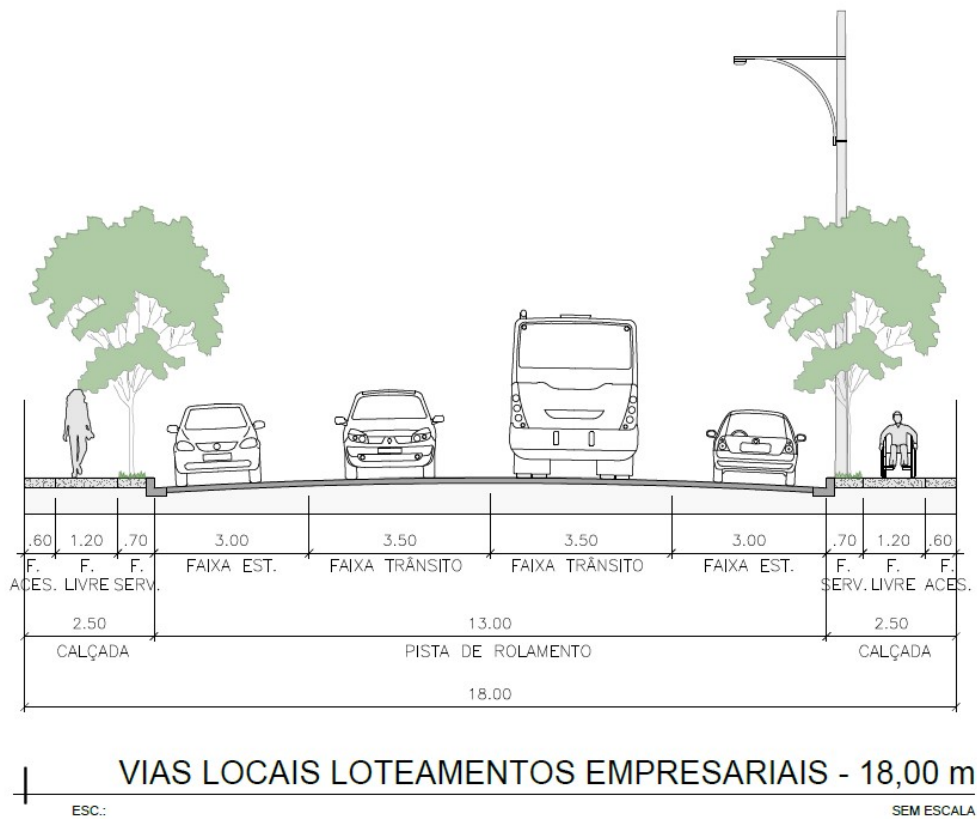 .60 1.20 .70 3.00 3.50 3.50 3.00 .70 1.20 .60
F. F. F. FAIXA EST. FAIXA TRÂNSITO FAIXA TRÂNSITO FAIXA EST. F. F. F.
ACES. LIVRE SERV. SERV. LIVRE ACES.
2.50 13.00 2.50
CALÇADA PISTA DE ROLAMENTO CALÇADA
18.00
VIAS LOCAIS LOTEAMENTOS EMPRESARIAIS - 18,00 m
ESC.: SEM ESCALA